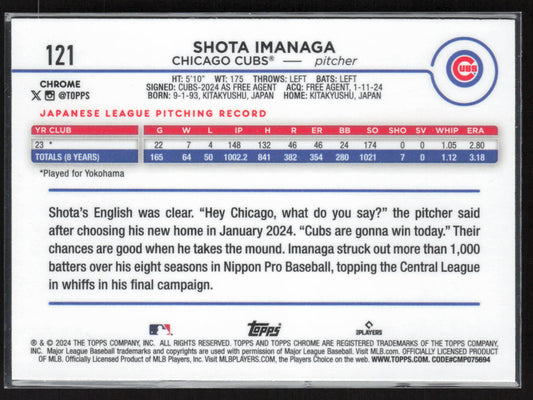 121
SHOTA IMANAGA
CHICAGO CUBS® — pitcher
CUBS
CHROME
@TOPPS
HT: 5'10" WT: 175 THROWS: LEFT BATS: LEFT
SIGNED: CUBS-2024 AS FREE AGENT ACQ: FREE AGENT, 1-11-24
BORN: 9-1-93, KITAKYUSHU, JAPAN HOME: KITAKYUSHU, JAPAN
JAPANESE LEAGUE PITCHING RECORD
YR CLUB G W L IP H R ER BB SO SHO SV WHIP ERA
23 * 22 7 4 148 132 46 46 24 174 0 0 1.05 2.80
TOTALS (8 YEARS) 165 64 50 1002.2 841 382 354 280 1021 7 0 1.12 3.18
*Played for Yokohama
Shota's English was clear. “Hey Chicago, what do you say?” the pitcher said
after choosing his new home in January 2024. “Cubs are gonna win today.” Their
chances are good when he takes the mound. Imanaga struck out more than 1,000
batters over his eight seasons in Nippon Pro Baseball, topping the Central League
in whiffs in his final campaign.
Topps
PLAYERS
® & © 2024 THE TOPPS COMPANY, INC. ALL RIGHTS RESERVED. TOPPS AND TOPPS CHROME ARE REGISTERED TRADEMARKS OF THE TOPPS COMPANY,
INC. Major League Baseball trademarks and copyrights are used with permission of Major League Baseball. Visit MLB.com. OFFICIALLY LICENSED PRODUCT
OF MLB. Officially Licensed Product of MLB Players, Inc. Visit MLBPLAYERS.COM, the Players Choice on the web. WWW.TOPPS.COM. CODE#CMP075694